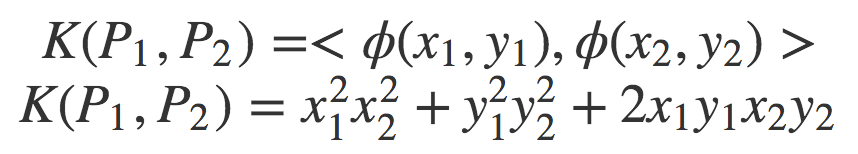 K(P₁, P₂) =< ϕ(x₁, y₁), ϕ(x₂, y₂) >
K(P₁, P₂) = x₁²x₂² + y₁²y₂² + 2x₁y₁x₂y₂